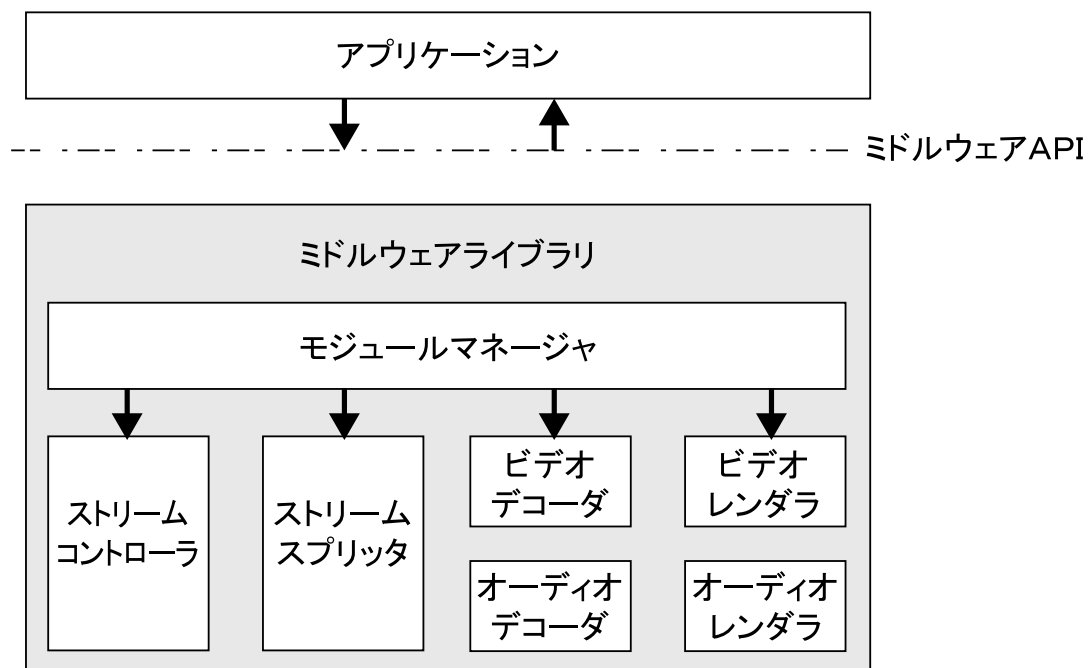 アプリケーション
ミドルウェアAPI
ミドルウェアライブラリ
モジュールマネージャ
ストリーム
コントローラ
ストリーム
スプリッタ
ビデオ
デコーダ
ビデオ
レンダラ
オーディオ
デコーダ
オーディオ
レンダラ